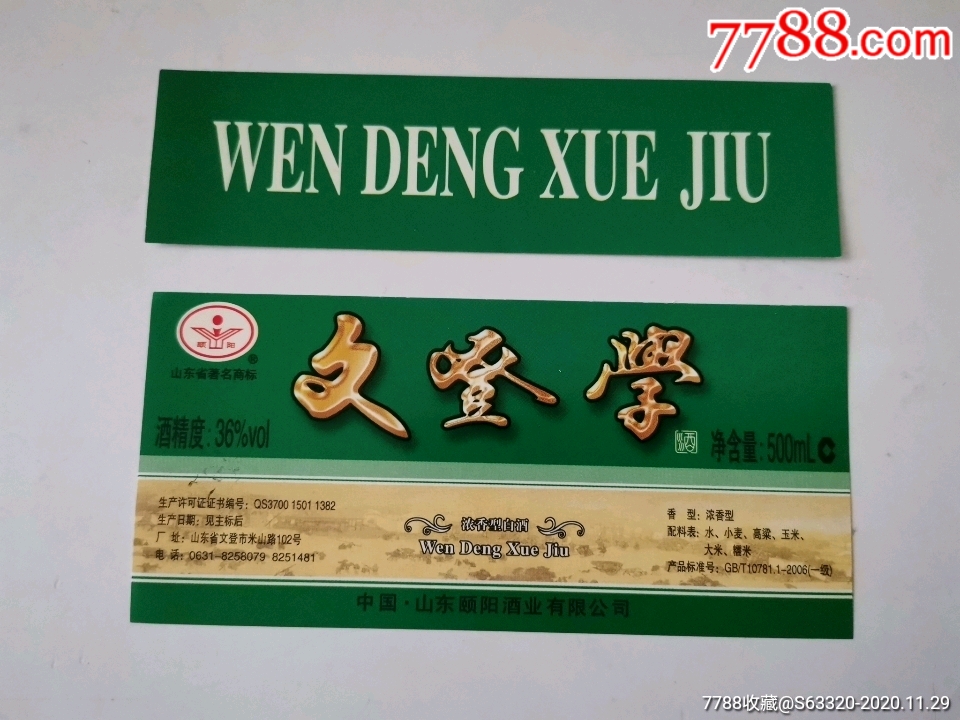 7788.com
WEN DENG XUE JIU
颐阳
®
山东省著名商标
文登学
酒
酒精度：36%vol
净含量：500mL C
生产许可证证书编号：QS3700 1501 1382
生产日期：见主标后
厂 址：山东省文登市米山路102号
电 话：0631-8258079 8251481
浓香型白酒
Wen Deng Xue Jiu
香 型：浓香型
配料表：水、小麦、高粱、玉米、
大米、糯米
产品标准号：GB/T10781.1-2006(一级)
中国·山东颐阳酒业有限公司
7788收藏@S63320-2020.11.29